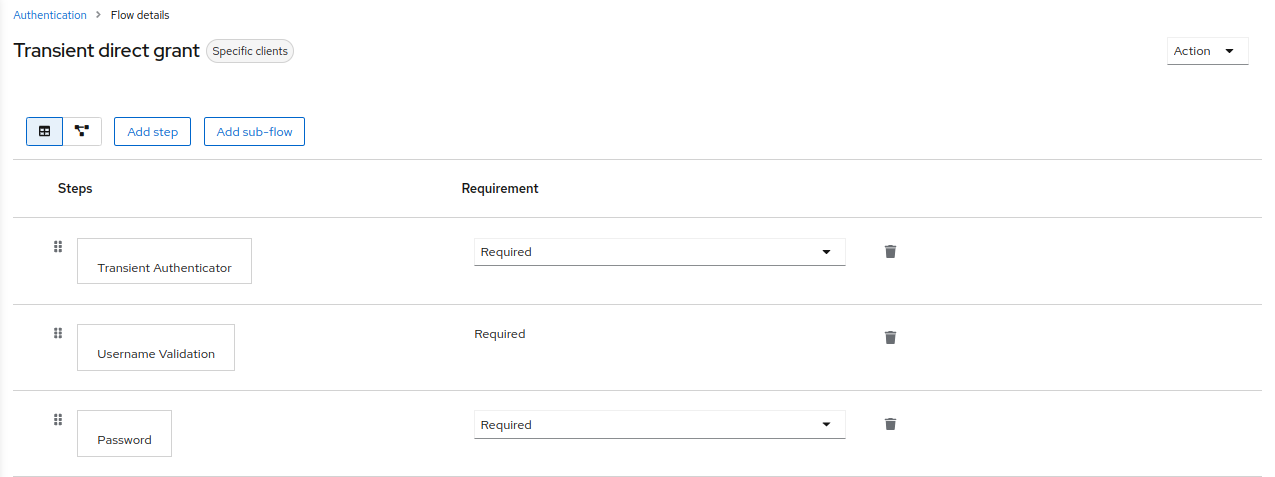 Authentication > Flow details
Transient direct grant Specific clients
Action
Add step Add sub-flow
Steps Requirement
Transient Authenticator Required
Username Validation Required
Password Required